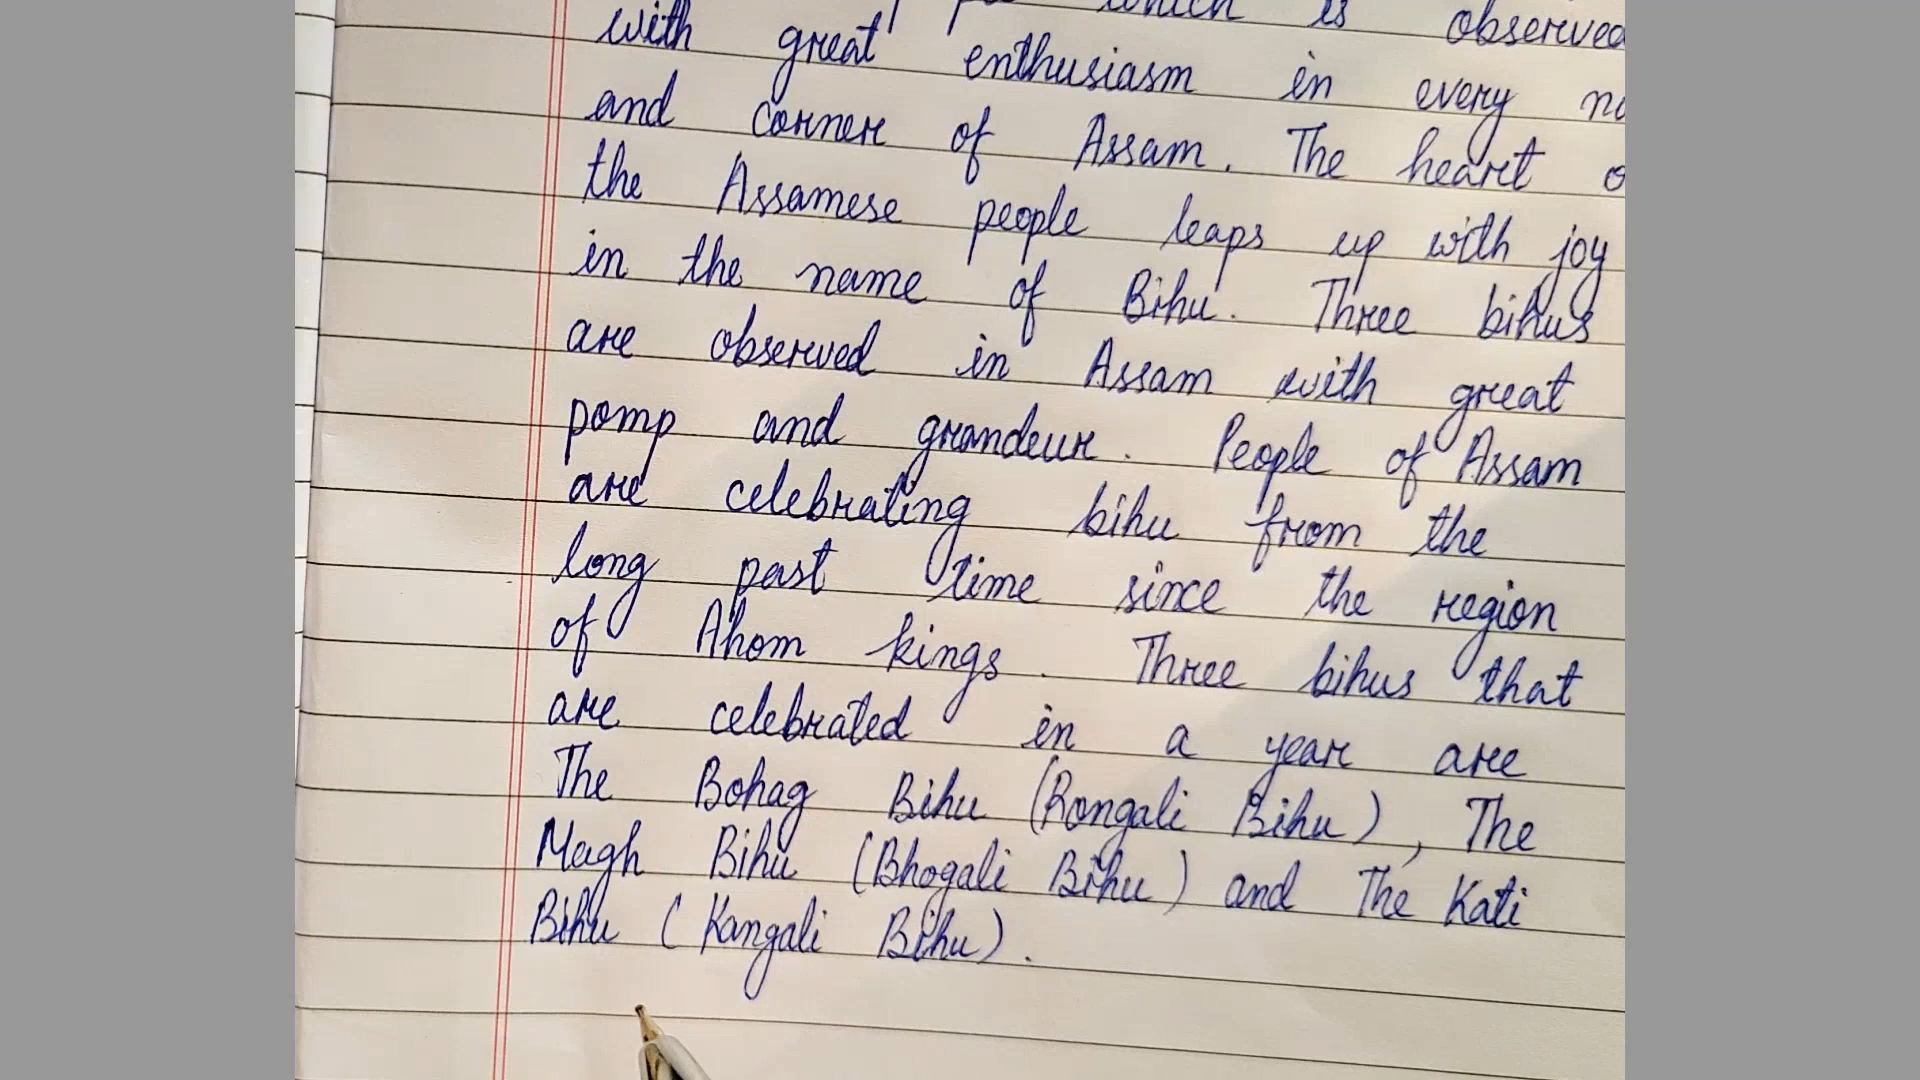 which is observed
with great enthusiasm in every
and corner of Assam. The heart
the Assamese people leaps up with joy
in the name of Bihu. Three bihus
are observed in Assam with great
pomp and grandeur. People of Assam
are celebrating bihu from the
long past time since the region
of Ahom kings. Three bihus that
are celebrated in a year are
The Bohag Bihu (Rongali Bihu), The
Magh Bihu (Bhogali Bihu) and The Kati
Bihu (Kangali Bihu).